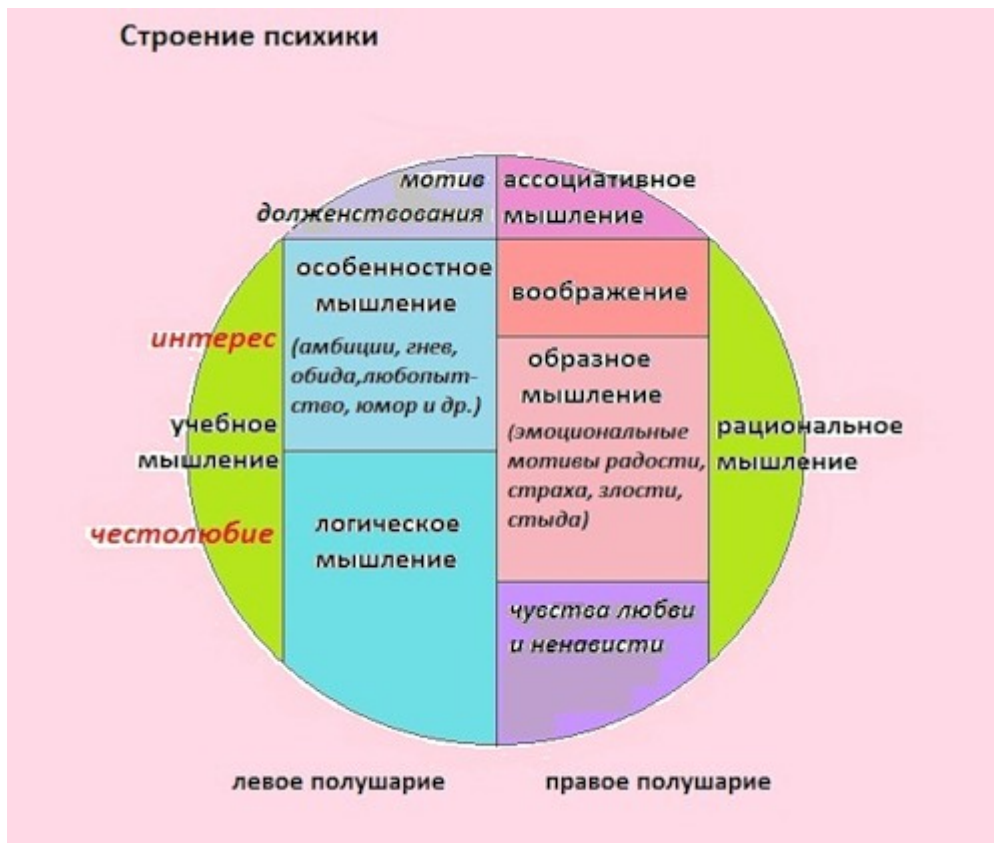 Строение психики
мотив
долженствования
ассоциативное
мышление
особенностное
мышление
(амбиции, гнев,
обида,любопыт-
ство, юмор и др.)
воображение
интерес
учебное
мышление
честолюбие
образное
мышление
(эмоциональные
мотивы радости,
страха, злости,
стыда)
рациональное
мышление
логическое
мышление
чувства любви
и ненависти
левое полушарие
правое полушарие